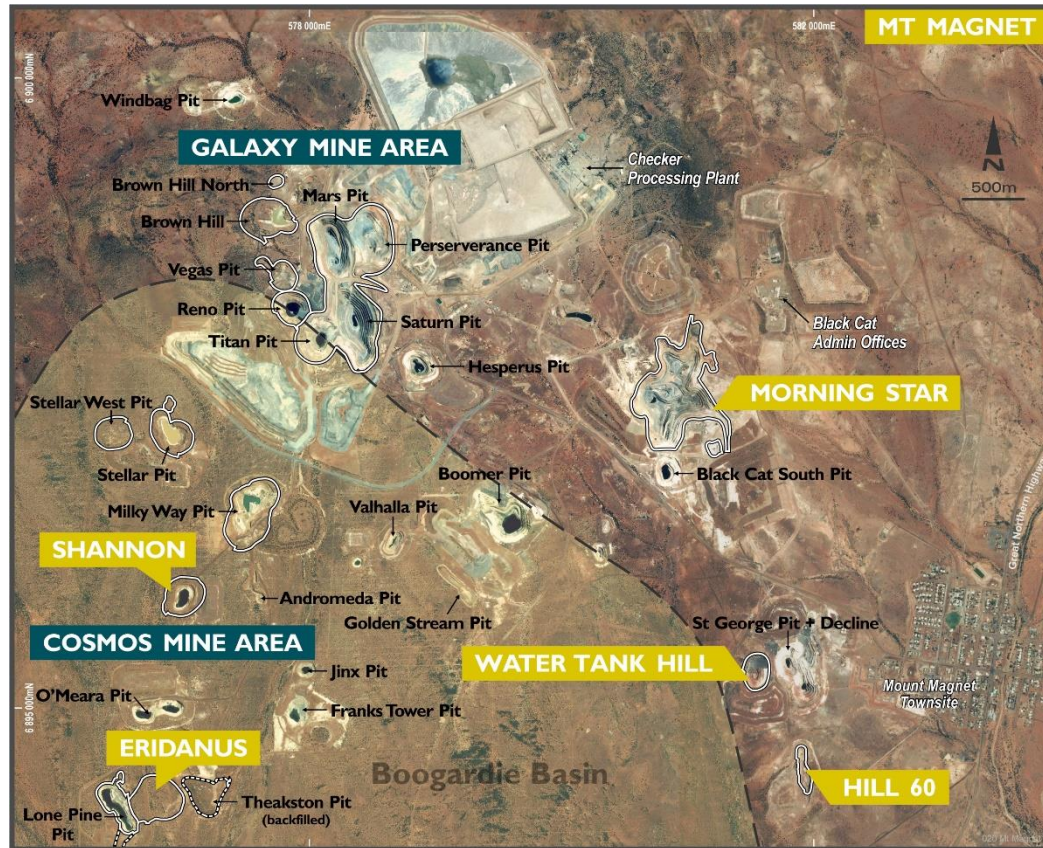 578 000mE
582 000mE
MT MAGNET
6 900 000mN
Windbag Pit
GALAXY MINE AREA
Checker
Processing Plant
N
500m
Brown Hill North
Mars Pit
Brown Hill
Perserverance Pit
Vegas Pit
Reno Pit
Saturn Pit
Titan Pit
Black Cat
Admin Offices
Hesperus Pit
MORNING STAR
Stellar West Pit
Stellar Pit
Boomer Pit
Black Cat South Pit
Milky Way Pit
Valhalla Pit
Great Northern Highway
SHANNON
Andromeda Pit
Golden Stream Pit
St George Pit + Decline
COSMOS MINE AREA
WATER TANK HILL
Jinx Pit
Mount Magnet
Townsite
O'Meara Pit
Franks Tower Pit
6 895 000mN
ERIDANUS
Boogardie Basin
HILL 60
Theakston Pit
(backfilled)
Lone Pine
Pit